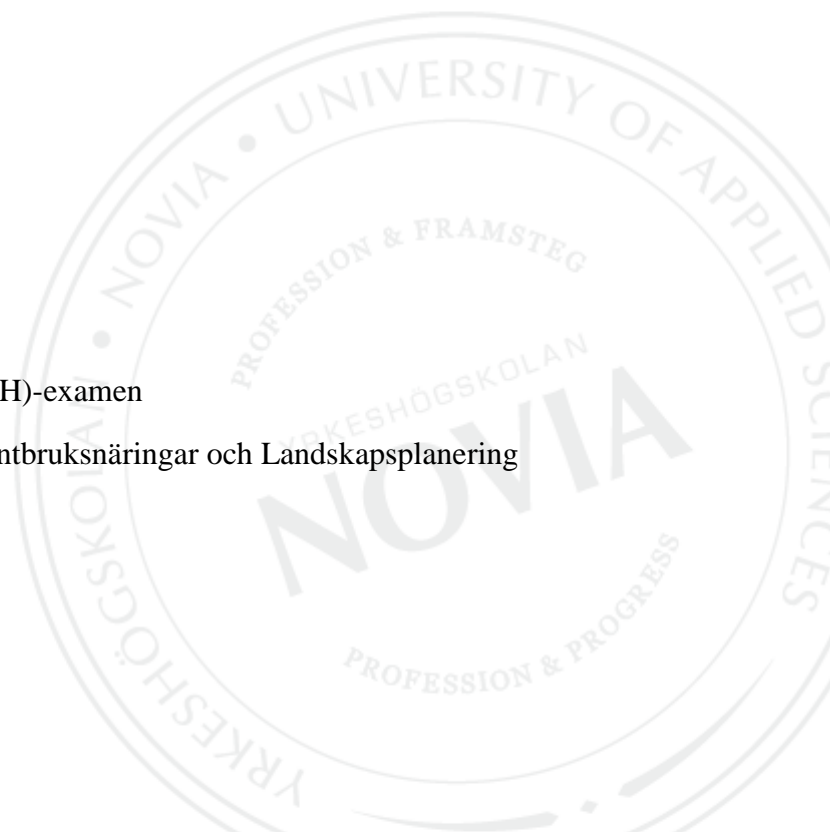 UNIVERSITY OF APPLIED SCIENCES
YRKESHÖGSKOLAN • NOVIA •
PROFESSION & FRAMSTEG
YRKESHÖGSKOLAN
NOVIA
PROFESSION & PROGRESS
H)-examen
ntbruksnäringar och Landskapsplanering